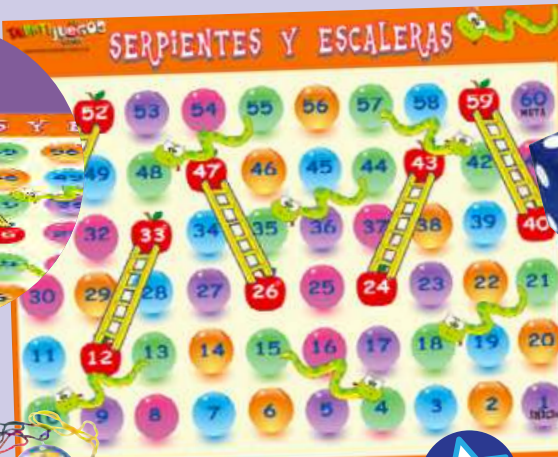 SERPIENTES Y ESCALERAS
52 53 54 55 56 57 58 59 60
META
49 48 47 46 45 44 43 42
32 33 34 35 36 37 38 39 40
30 29 28 27 26 25 24 23 22 21
11 12 13 14 15 16 17 18 19 20
9 8 7 6 5 4 3 2 1
INICIO